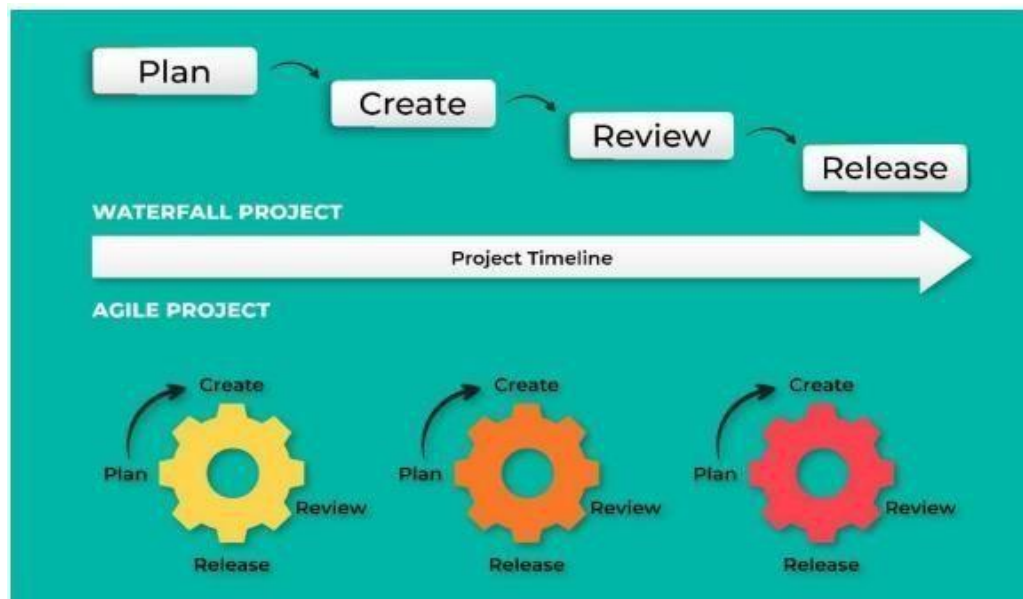 Plan
Create
Review
Release
WATERFALL PROJECT
Project Timeline
AGILE PROJECT
Create
Plan
Review
Release
Create
Plan
Review
Release
Create
Plan
Review
Release